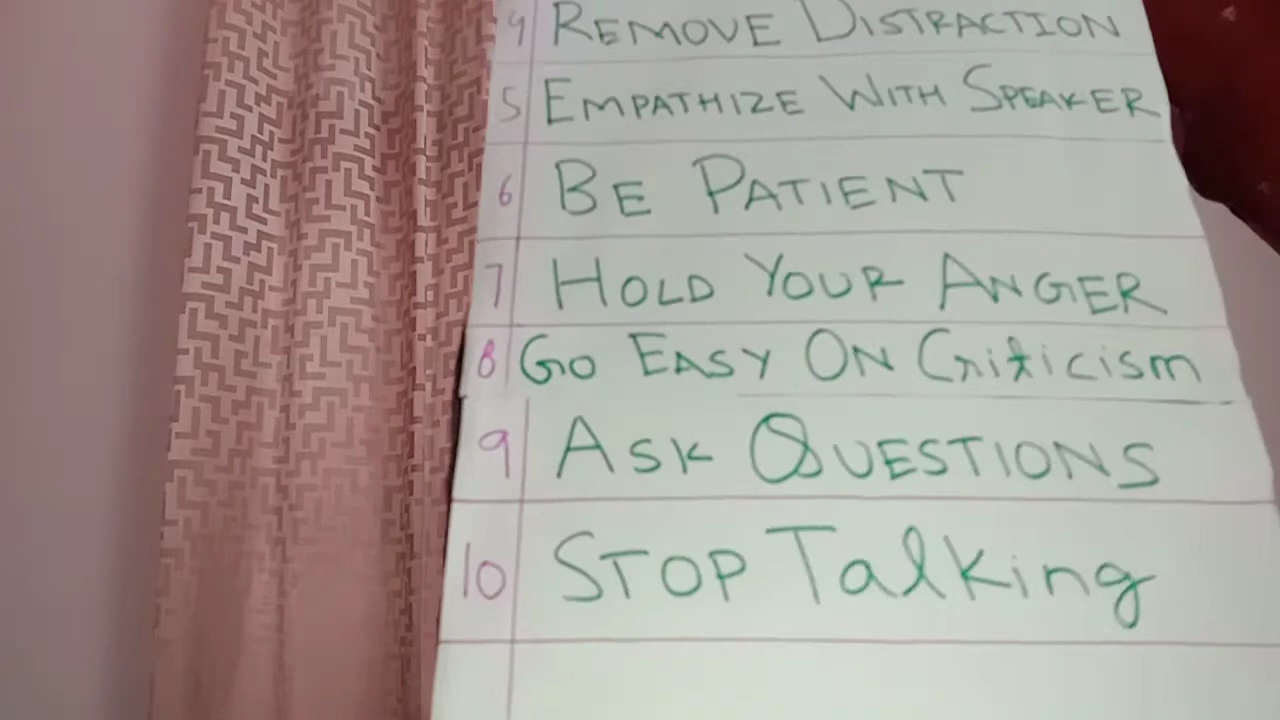 4 REMOVE DISTRACTION
5 EMPATHIZE WITH SPEAKER
6 BE PATIENT
7 HOLD YOUR ANGER
8 GO EASY ON Criticism
9 ASK QUESTIONS
10 STOP Talking